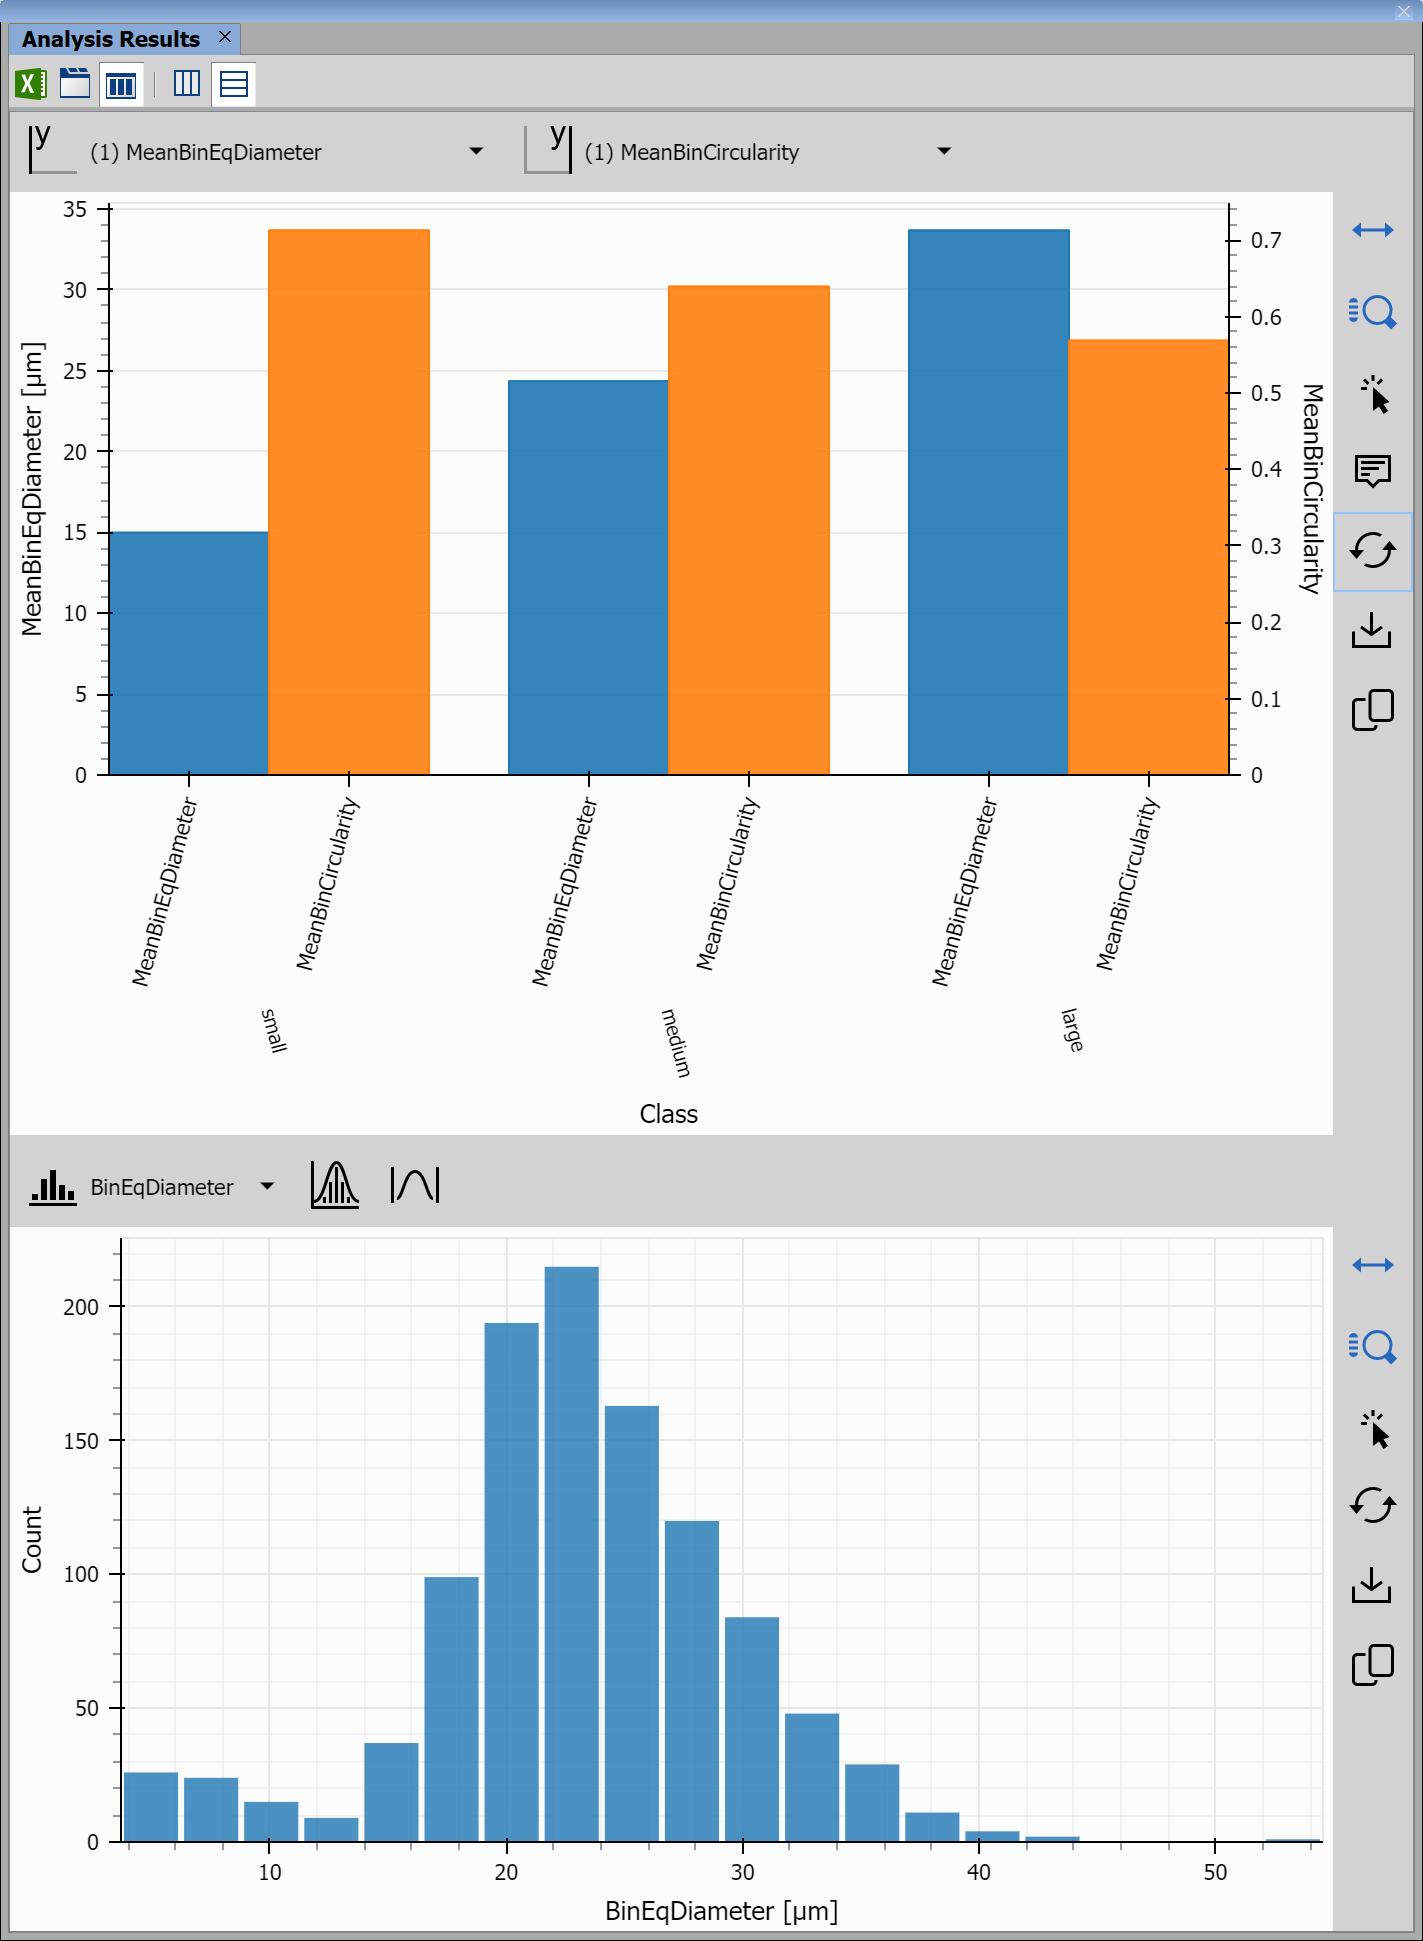 Analysis Results
y (1) MeanBinEqDiameter
y (1) MeanBinCircularity
35
30
25
20
15
10
5
0
MeanBinEqDiameter [µm]
0.7
0.6
0.5
0.4
0.3
0.2
0.1
0
MeanBinCircularity
MeanBinEqDiameter
MeanBinCircularity
MeanBinEqDiameter
MeanBinCircularity
MeanBinEqDiameter
MeanBinCircularity
small
medium
large
Class
BinEqDiameter
200
150
100
50
0
Count
10 20 30 40 50
BinEqDiameter [µm]